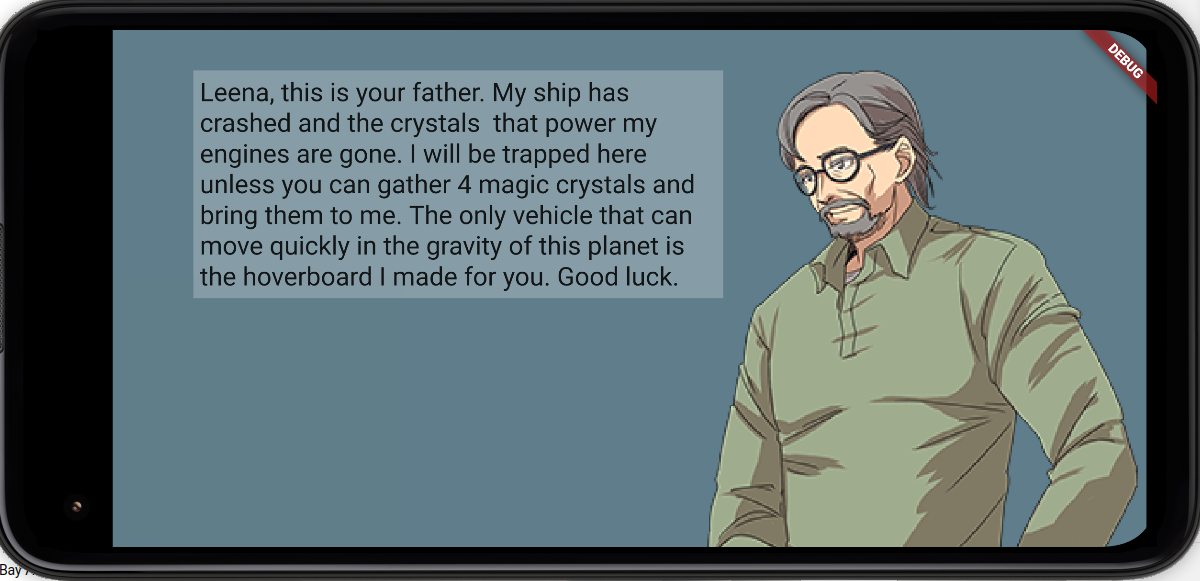 Leena, this is your father. My ship has
crashed and the crystals  that power my
engines are gone. I will be trapped here
unless you can gather 4 magic crystals and
bring them to me. The only vehicle that can
move quickly in the gravity of this planet is
the hoverboard I made for you. Good luck.
DEBUG
Bay